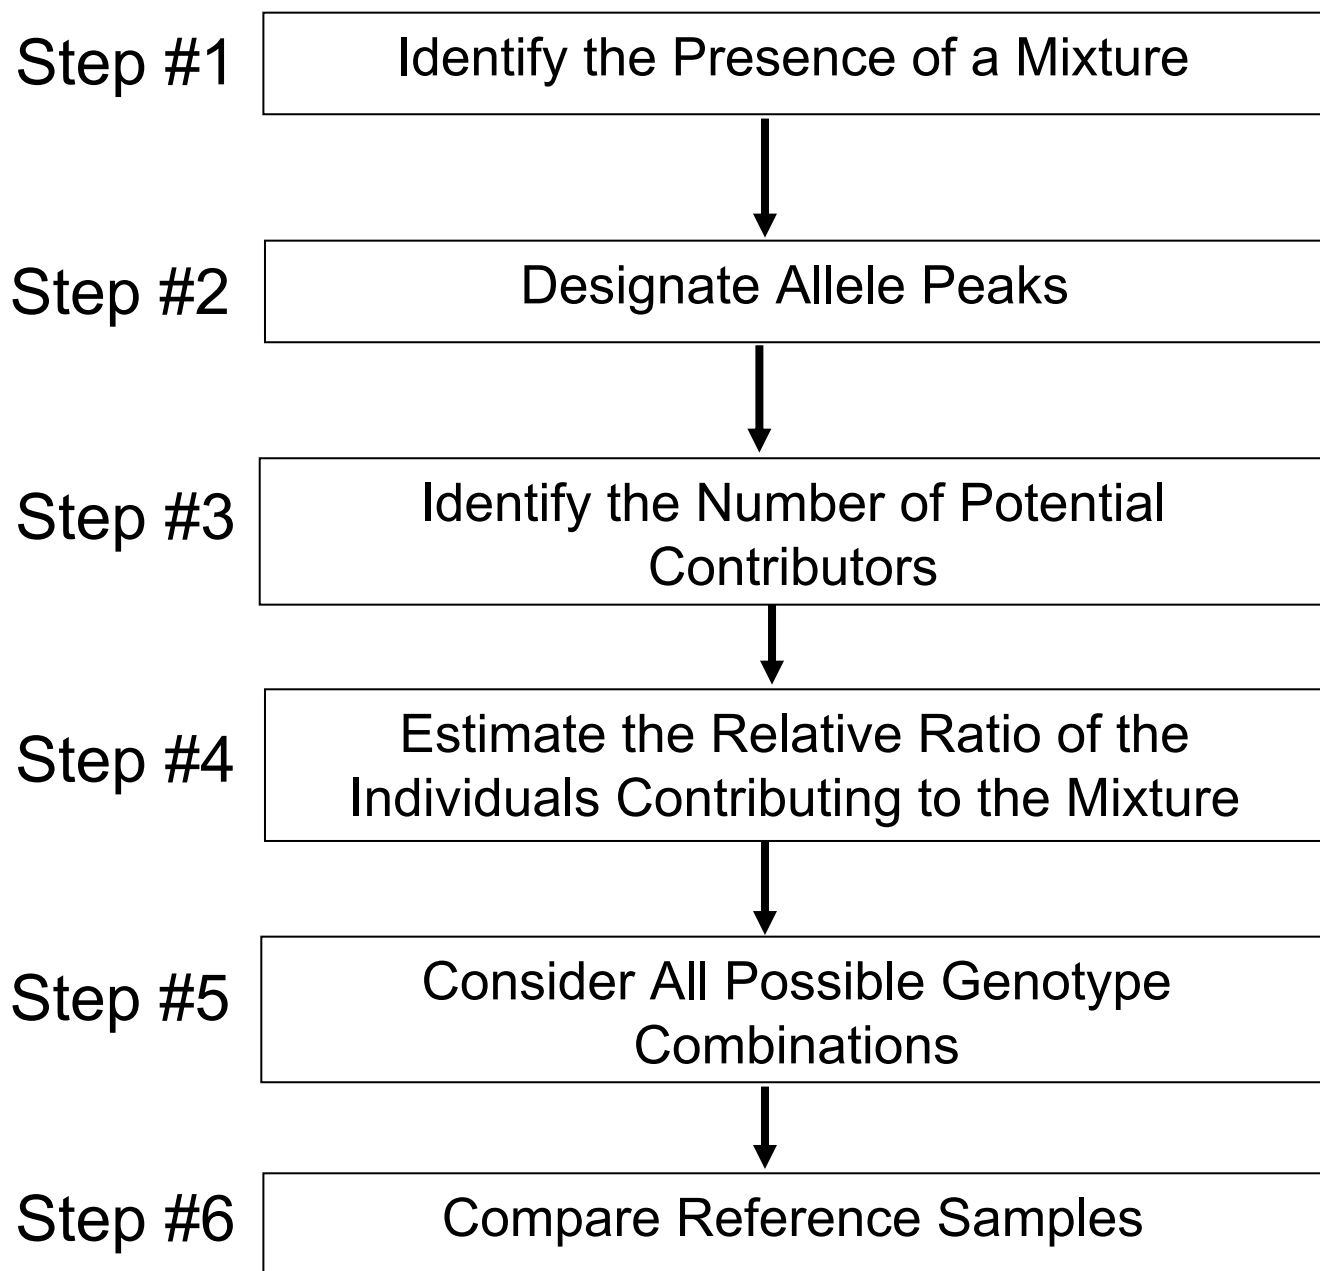 Step #1
Identify the Presence of a Mixture
Step #2
Designate Allele Peaks
Step #3
Identify the Number of Potential
Contributors
Step #4
Estimate the Relative Ratio of the
Individuals Contributing to the Mixture
Step #5
Consider All Possible Genotype
Combinations
Step #6
Compare Reference Samples